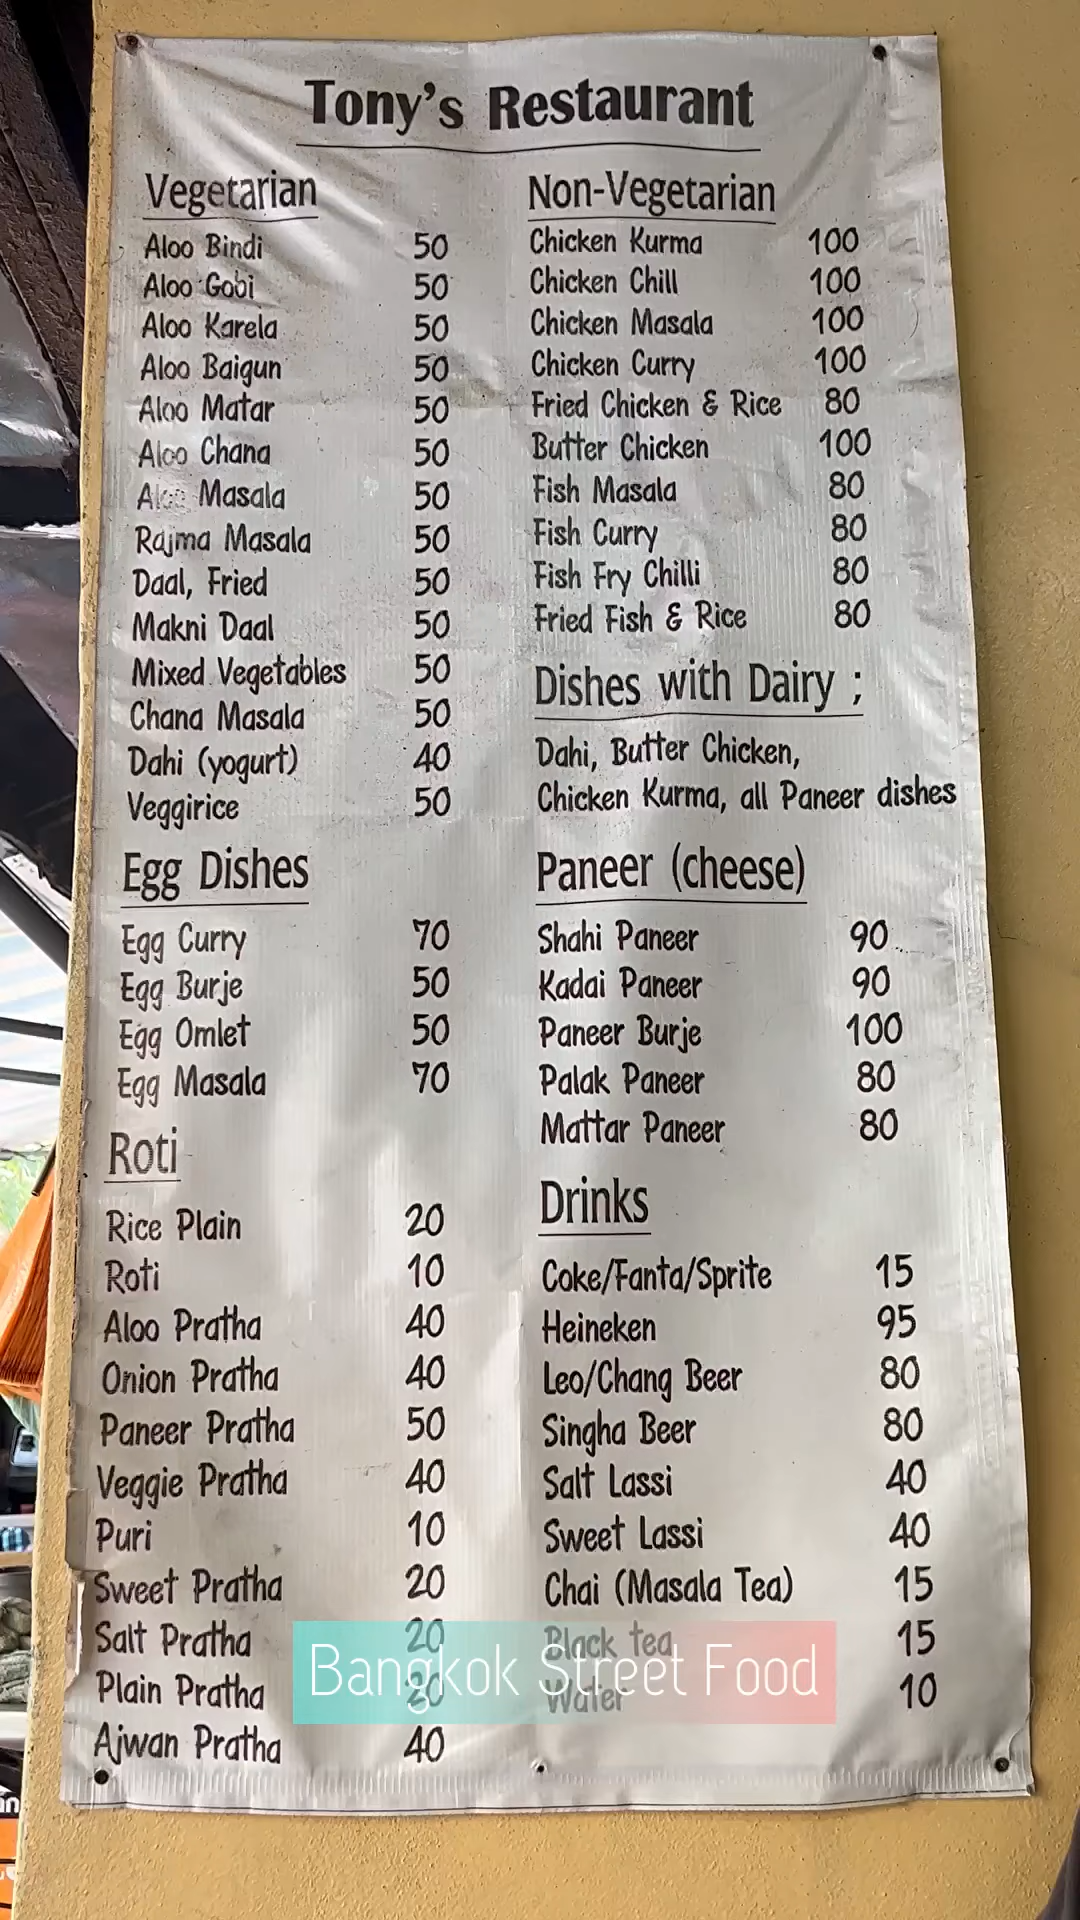 Tony's Restaurant
Vegetarian
Aloo Bindi 50
Aloo Gobi 50
Aloo Karela 50
Aloo Baigun 50
Aloo Matar 50
Aloo Chana 50
Aloo Masala 50
Rajma Masala 50
Daal, Fried 50
Makni Daal 50
Mixed Vegetables 50
Chana Masala 50
Dahi (yogurt) 40
Veggirice 50
Egg Dishes
Egg Curry 70
Egg Burje 50
Egg Omlet 50
Egg Masala 70
Roti
Rice Plain 20
Roti 10
Aloo Pratha 40
Onion Pratha 40
Paneer Pratha 50
Veggie Pratha 40
Puri 10
Sweet Pratha 20
Salt Pratha 20
Plain Pratha 20
Ajwan Pratha 40
Non-Vegetarian
Chicken Kurma 100
Chicken Chill 100
Chicken Masala 100
Chicken Curry 100
Fried Chicken & Rice 80
Butter Chicken 100
Fish Masala 80
Fish Curry 80
Fish Fry Chilli 80
Fried Fish & Rice 80
Dishes with Dairy ;
Dahi, Butter Chicken,
Chicken Kurma, all Paneer dishes
Paneer (cheese)
Shahi Paneer 90
Kadai Paneer 90
Paneer Burje 100
Palak Paneer 80
Mattar Paneer 80
Drinks
Coke/Fanta/Sprite 15
Heineken 95
Leo/Chang Beer 80
Singha Beer 80
Salt Lassi 40
Sweet Lassi 40
Chai (Masala Tea) 15
Black tea 15
Water 10
Bangkok Street Food